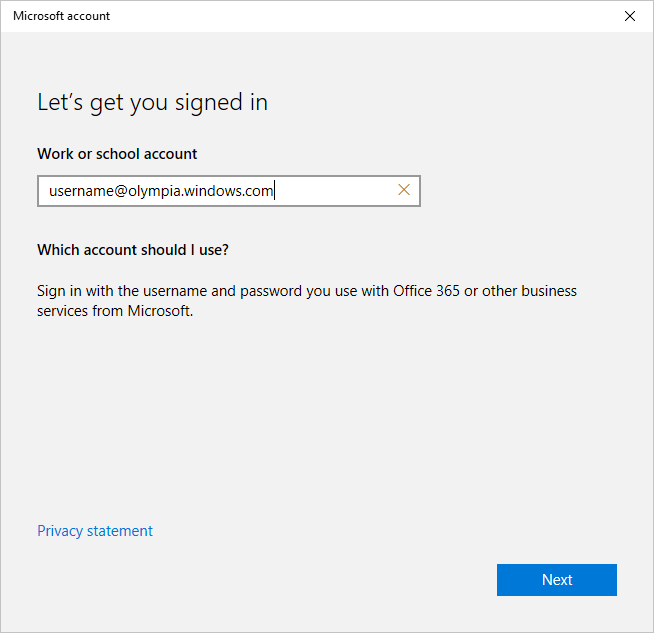 Microsoft account
Let's get you signed in
Work or school account
username@olympia.windows.com
Which account should I use?
Sign in with the username and password you use with Office 365 or other business
services from Microsoft.
Privacy statement
Next